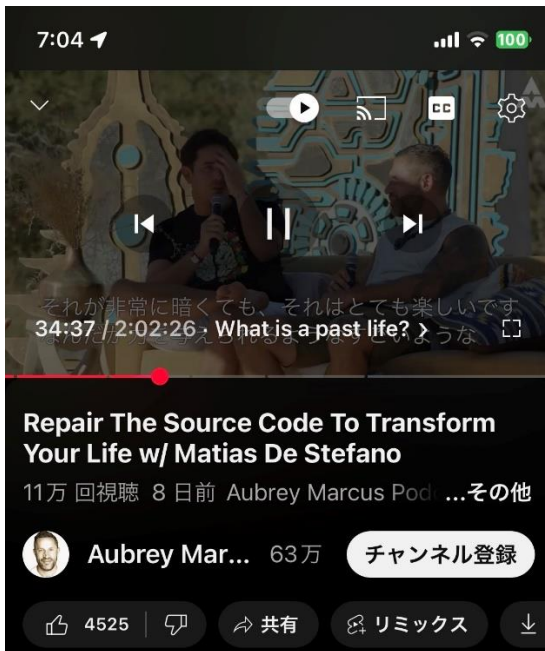 7:04
100
CC
それが非常に暗くても、それはとても楽しいです
34:37 / 2:02:26 · What is a past life? >
Repair The Source Code To Transform
Your Life w/ Matias De Stefano
11万 回視聴 8 日前 Aubrey Marcus Pod ...その他
Aubrey Mar... 63万 チャンネル登録
4525 共有 リミックス